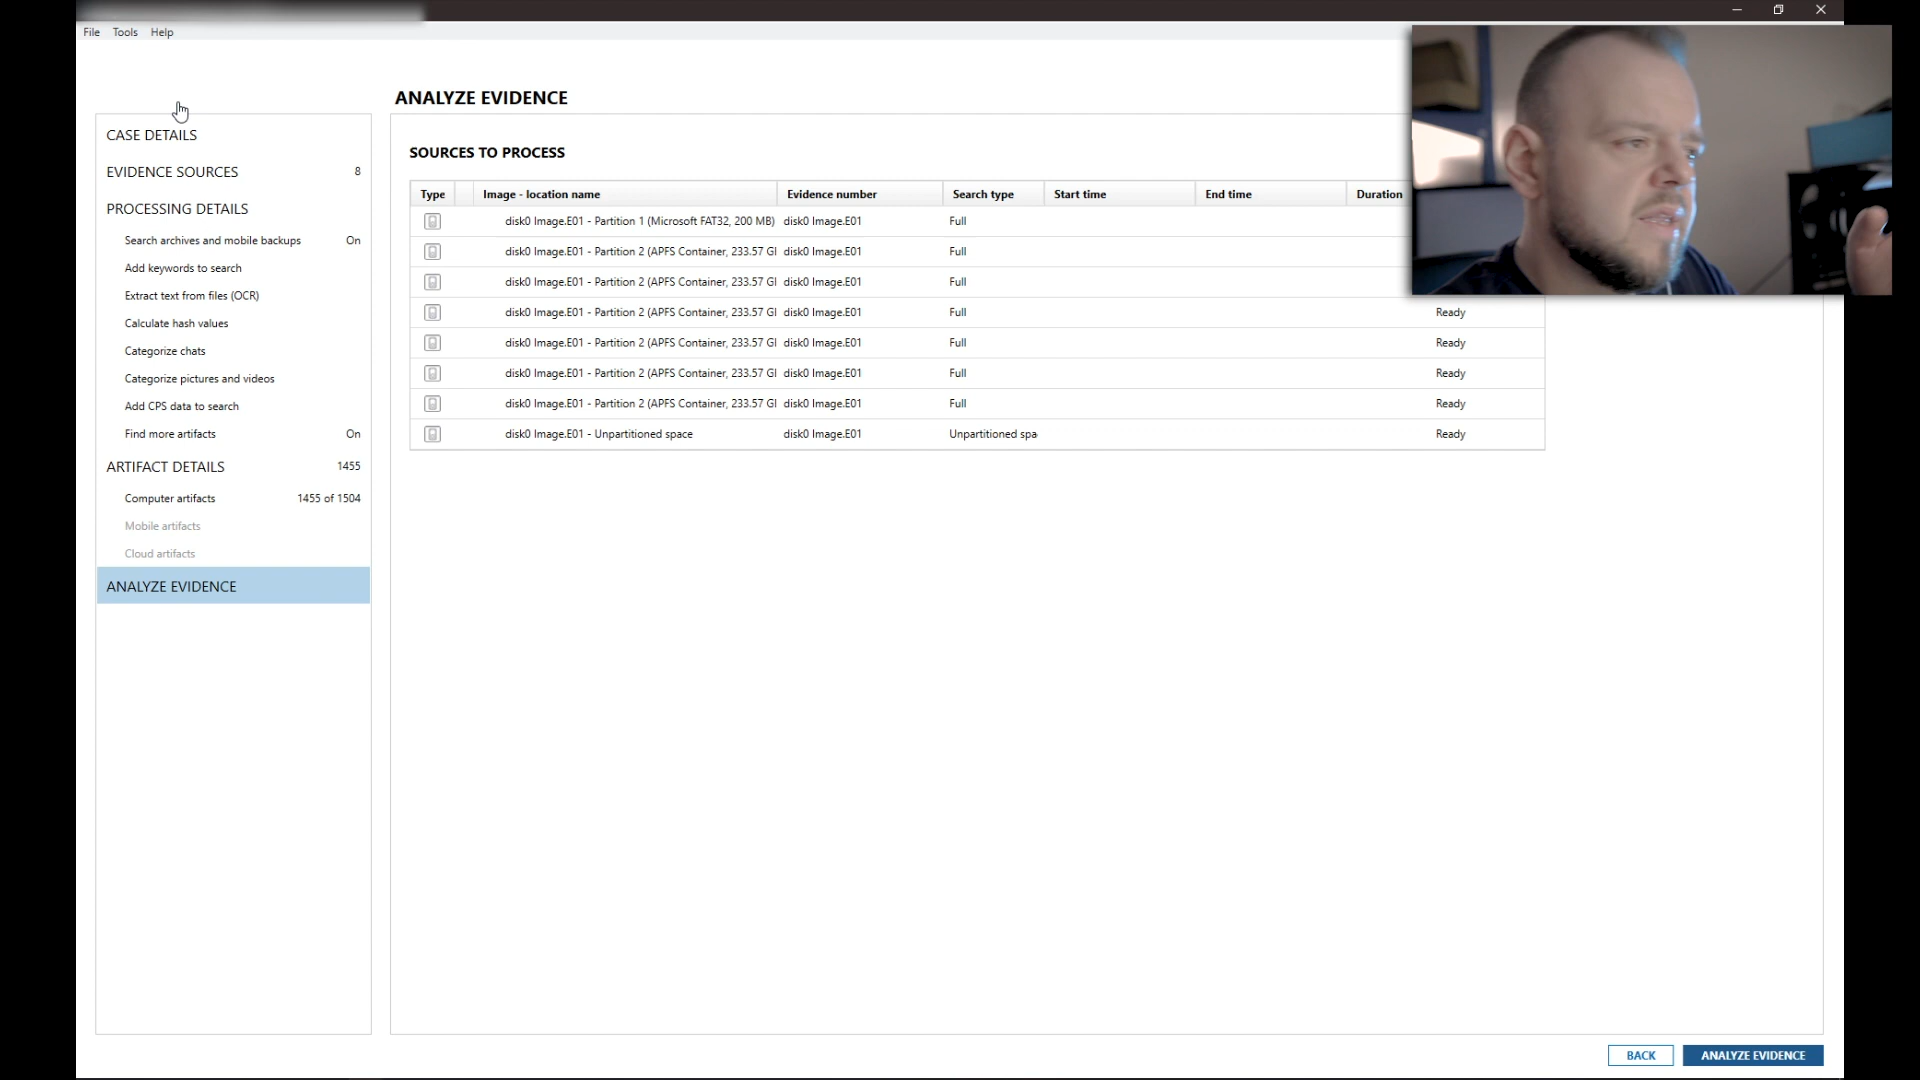 File Tools Help
ANALYZE EVIDENCE
CASE DETAILS
EVIDENCE SOURCES 8
PROCESSING DETAILS
Search archives and mobile backups On
Add keywords to search
Extract text from files (OCR)
Calculate hash values
Categorize chats
Categorize pictures and videos
Add CPS data to search
Find more artifacts On
ARTIFACT DETAILS 1455
Computer artifacts 1455 of 1504
Mobile artifacts
Cloud artifacts
ANALYZE EVIDENCE
SOURCES TO PROCESS
Type Image - location name Evidence number Search type Start time End time Duration
disk0 Image.E01 - Partition 1 (Microsoft FAT32, 200 MB) disk0 Image.E01 Full
disk0 Image.E01 - Partition 2 (APFS Container, 233.57 GI disk0 Image.E01 Full
disk0 Image.E01 - Partition 2 (APFS Container, 233.57 GI disk0 Image.E01 Full
disk0 Image.E01 - Partition 2 (APFS Container, 233.57 GI disk0 Image.E01 Full Ready
disk0 Image.E01 - Partition 2 (APFS Container, 233.57 GI disk0 Image.E01 Full Ready
disk0 Image.E01 - Partition 2 (APFS Container, 233.57 GI disk0 Image.E01 Full Ready
disk0 Image.E01 - Partition 2 (APFS Container, 233.57 GI disk0 Image.E01 Full Ready
disk0 Image.E01 - Unpartitioned space disk0 Image.E01 Unpartitioned spa Ready
BACK ANALYZE EVIDENCE